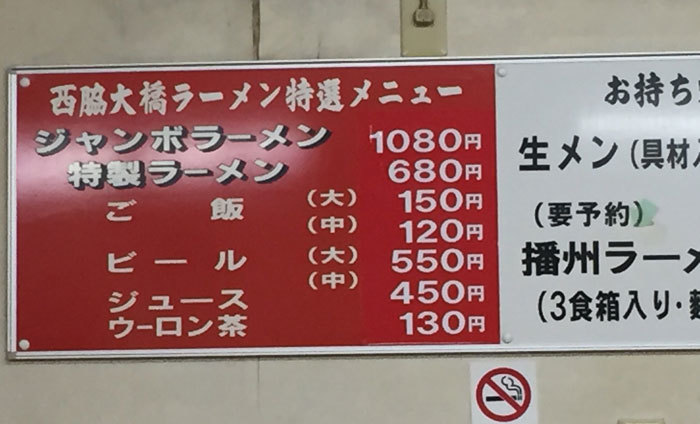 西脇大橋ラーメン特選メニュー
ジャンボラーメン 1080円
特製ラーメン 680円
ご飯 (大) 150円
(中) 120円
ビール (大) 550円
(中) 450円
ジュース
ウーロン茶 130円
お持ち
生メン(具材入
(要予約)
播州ラーメ
(3食箱入り・